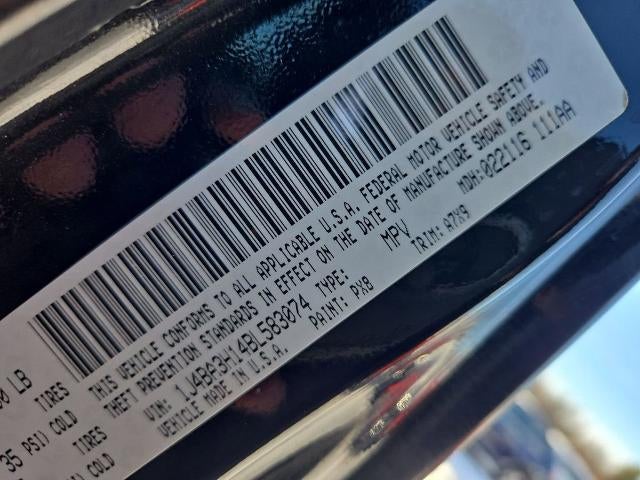 00 LB TIRES
35 PSI) COLD
TIRES
COLD
THIS VEHICLE CONFORMS TO ALL APPLICABLE U.S.A. FEDERAL MOTOR VEHICLE SAFETY AND
THEFT PREVENTION STANDARDS IN EFFECT ON THE DATE OF MANUFACTURE SHOWN ABOVE.
VIN: 1J4BA3H14BL583074 TYPE: MPV MDH: 022116 111AA
VEHICLE MADE IN U.S.A. PAINT: PX8 TRIM: A7X9